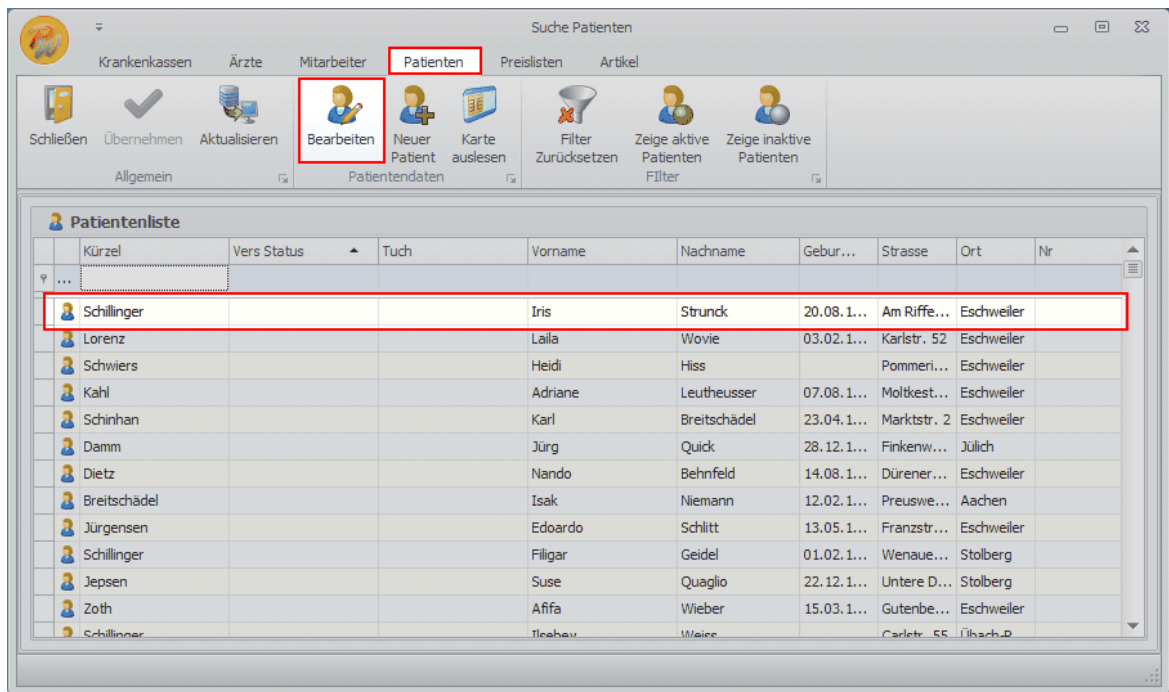 Suche Patienten
Krankenkassen Ärzte Mitarbeiter Patienten Preislisten Artikel
Schließen Übernehmen Aktualisieren Bearbeiten Neuer Patient Karte auslesen Filter Zurücksetzen Zeige aktive Patienten Zeige inaktive Patienten
Allgemein Patientendaten FIlter
Patientenliste
Kürzel Vers Status Tuch Vorname Nachname Gebur... Strasse Ort Nr
...
Schillinger Iris Strunck 20.08.1... Am Riffe... Eschweiler
Lorenz Laila Wovie 03.02.1... Karlstr. 52 Eschweiler
Schwiers Heidi Hiss Pommeri... Eschweiler
Kahl Adriane Leutheusser 07.08.1... Moltkest... Eschweiler
Schinhan Karl Breitschädel 23.04.1... Marktstr. 2 Eschweiler
Damm Jürg Quick 28.12.1... Finkenw... Jülich
Dietz Nando Behnfeld 14.08.1... Dürener... Eschweiler
Breitschädel Isak Niemann 12.02.1... Preuswe... Aachen
Jürgensen Edoardo Schlitt 13.05.1... Franzstr... Eschweiler
Schillinger Filigar Geidel 01.02.1... Wenaue... Stolberg
Jepsen Suse Quaglio 22.12.1... Untere D... Stolberg
Zoth Afifa Wieber 15.03.1... Gutenbe... Eschweiler
Schillinger Ilsebey Weiss Carlstr. 55 Übach-P